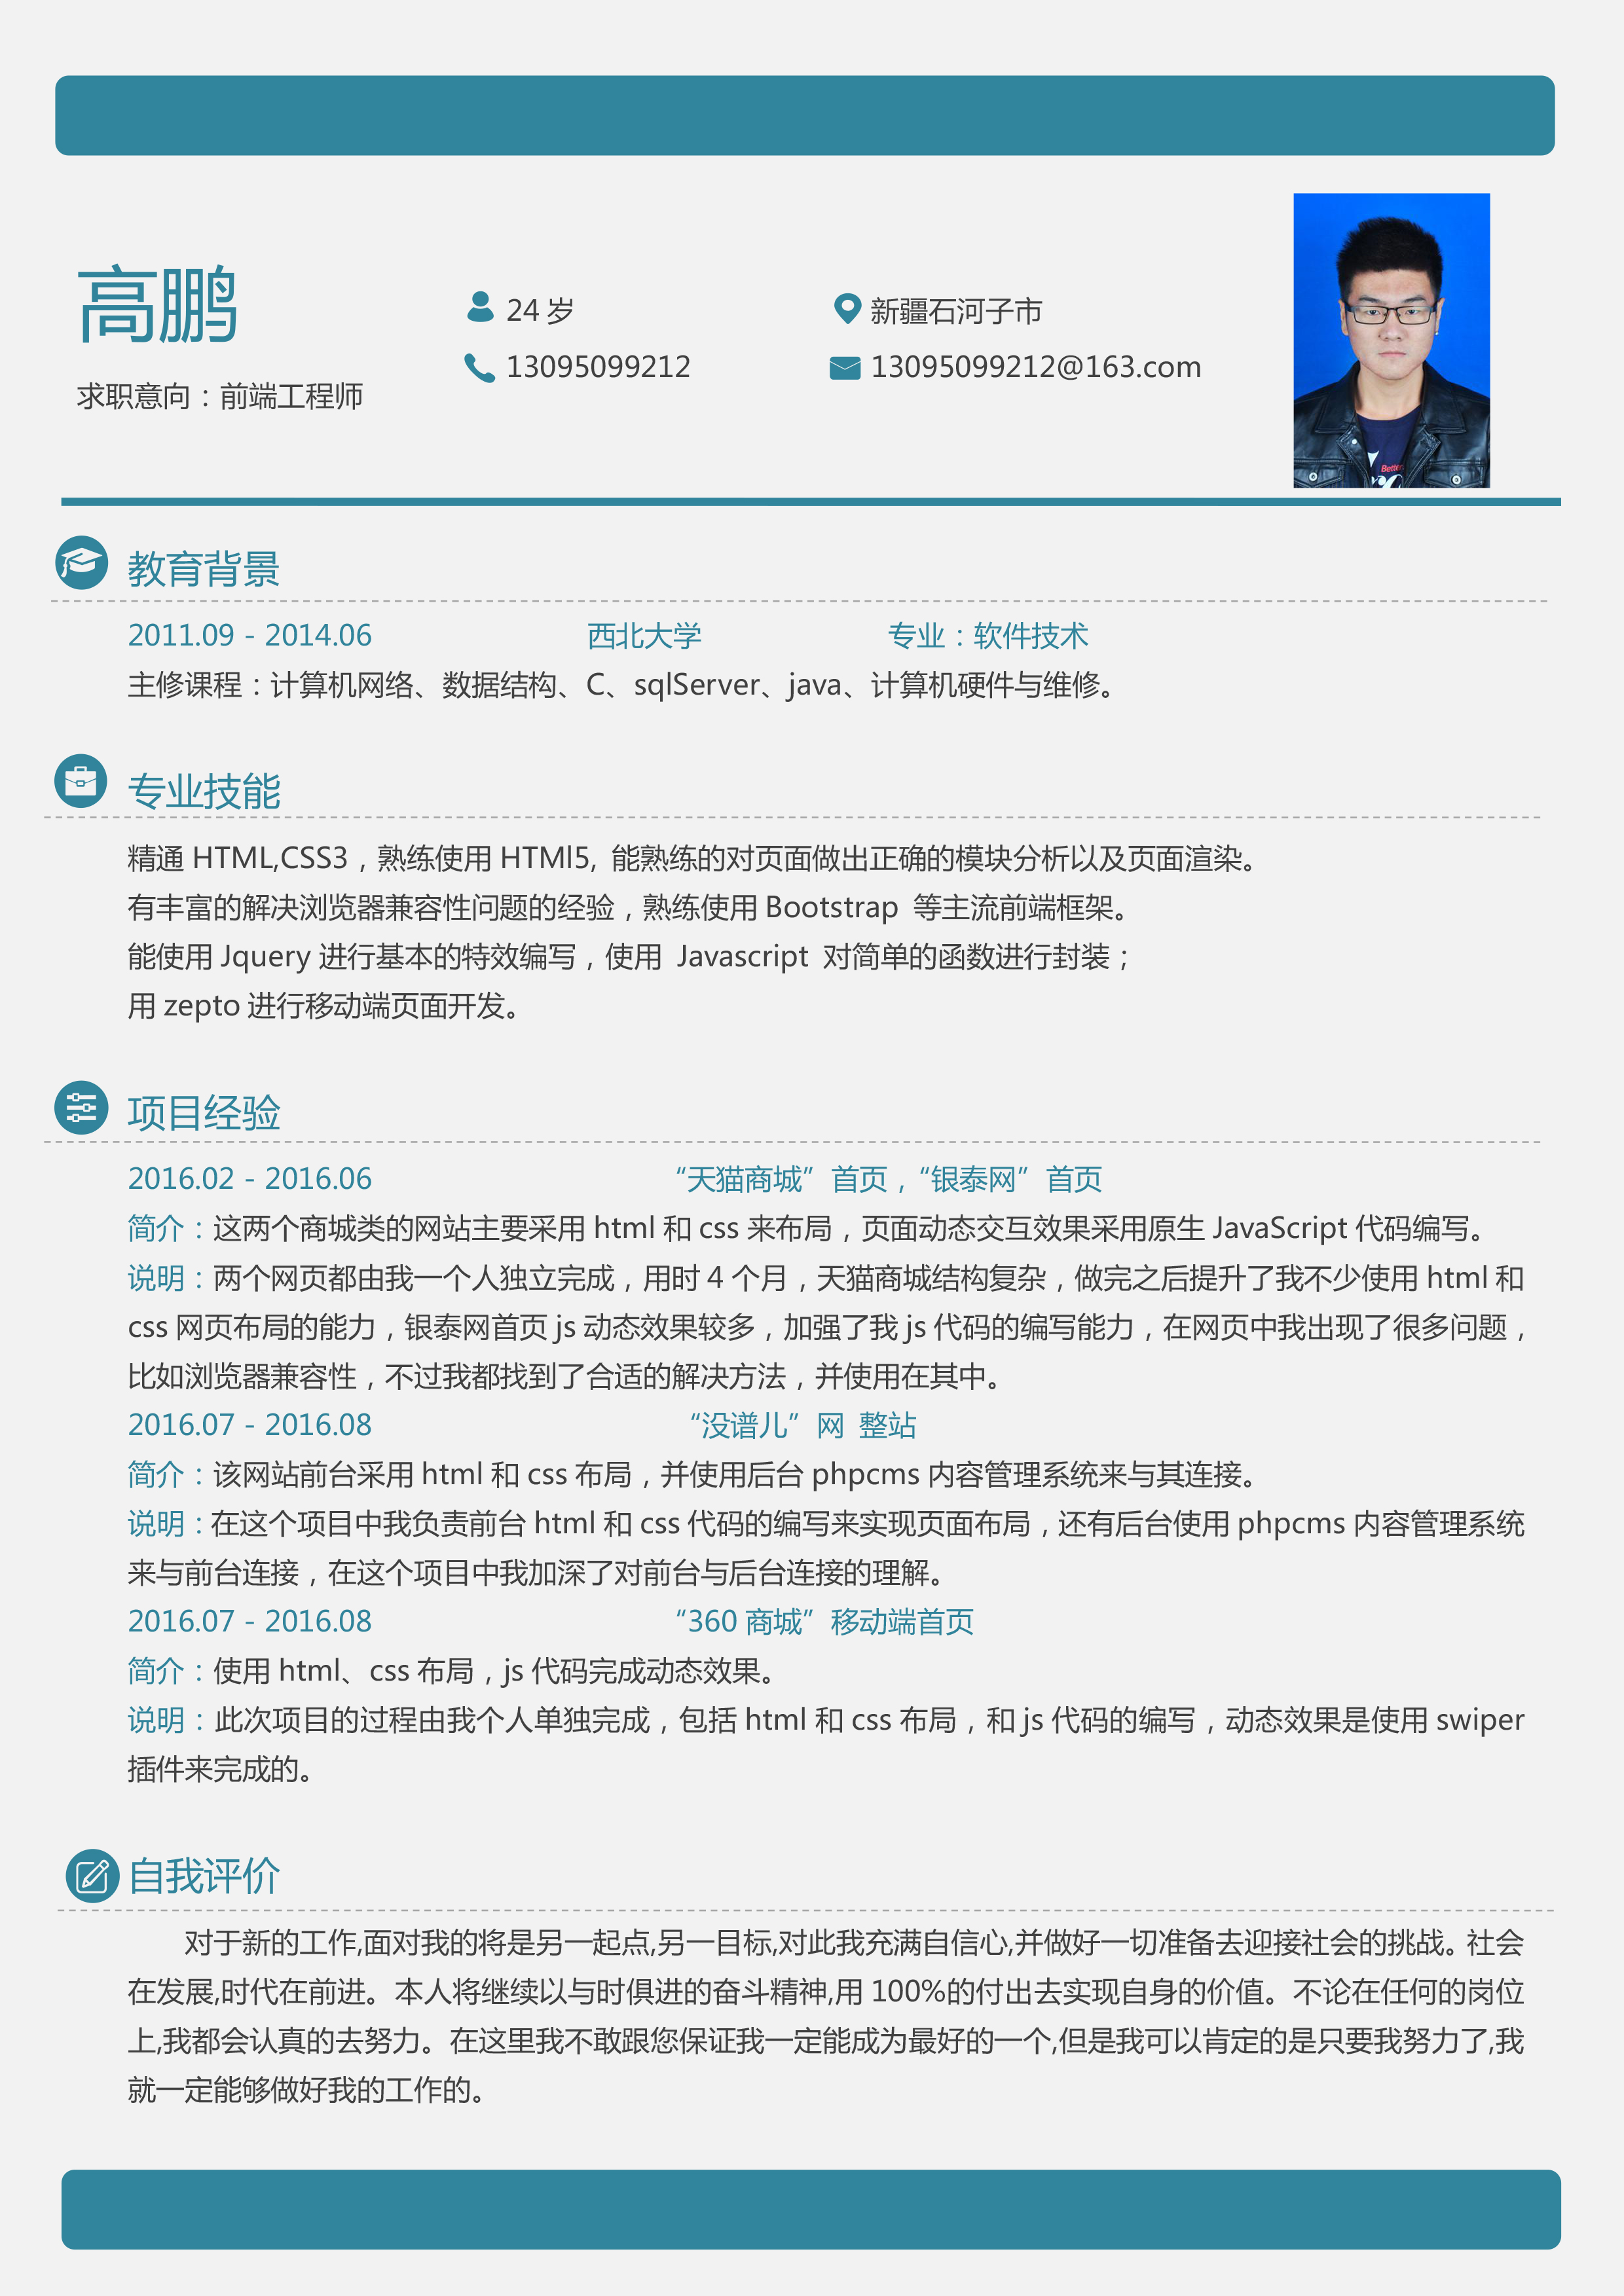 高鹏
求职意向：前端工程师
24 岁
新疆石河子市
13095099212
13095099212@163.com
Bette
教育背景
2011.09 - 2014.06 西北大学 专业：软件技术
主修课程：计算机网络、数据结构、C、sqlServer、java、计算机硬件与维修。
专业技能
精通 HTML,CSS3，熟练使用 HTMl5, 能熟练的对页面做出正确的模块分析以及页面渲染。
有丰富的解决浏览器兼容性问题的经验，熟练使用 Bootstrap 等主流前端框架。
能使用 Jquery 进行基本的特效编写，使用 Javascript 对简单的函数进行封装；
用 zepto 进行移动端页面开发。
项目经验
2016.02 - 2016.06 “天猫商城”首页，“银泰网”首页
简介：这两个商城类的网站主要采用 html 和 css 来布局，页面动态交互效果采用原生 JavaScript 代码编写。
说明：两个网页都由我一个人独立完成，用时 4 个月，天猫商城结构复杂，做完之后提升了我不少使用 html 和
css 网页布局的能力，银泰网首页 js 动态效果较多，加强了我 js 代码的编写能力，在网页中我出现了很多问题，
比如浏览器兼容性，不过我都找到了合适的解决方法，并使用在其中。
2016.07 - 2016.08 “没谱儿”网 整站
简介：该网站前台采用 html 和 css 布局，并使用后台 phpcms 内容管理系统来与其连接。
说明：在这个项目中我负责前台 html 和 css 代码的编写来实现页面布局，还有后台使用 phpcms 内容管理系统
来与前台连接，在这个项目中我加深了对前台与后台连接的理解。
2016.07 - 2016.08 “360 商城”移动端首页
简介：使用 html、css 布局，js 代码完成动态效果。
说明：此次项目的过程由我个人单独完成，包括 html 和 css 布局，和 js 代码的编写，动态效果是使用 swiper
插件来完成的。
自我评价
对于新的工作,面对我的将是另一起点,另一目标,对此我充满自信心,并做好一切准备去迎接社会的挑战。社会
在发展,时代在前进。本人将继续以与时俱进的奋斗精神,用 100%的付出去实现自身的价值。不论在任何的岗位
上,我都会认真的去努力。在这里我不敢跟您保证我一定能成为最好的一个,但是我可以肯定的是只要我努力了,我
就一定能够做好我的工作的。